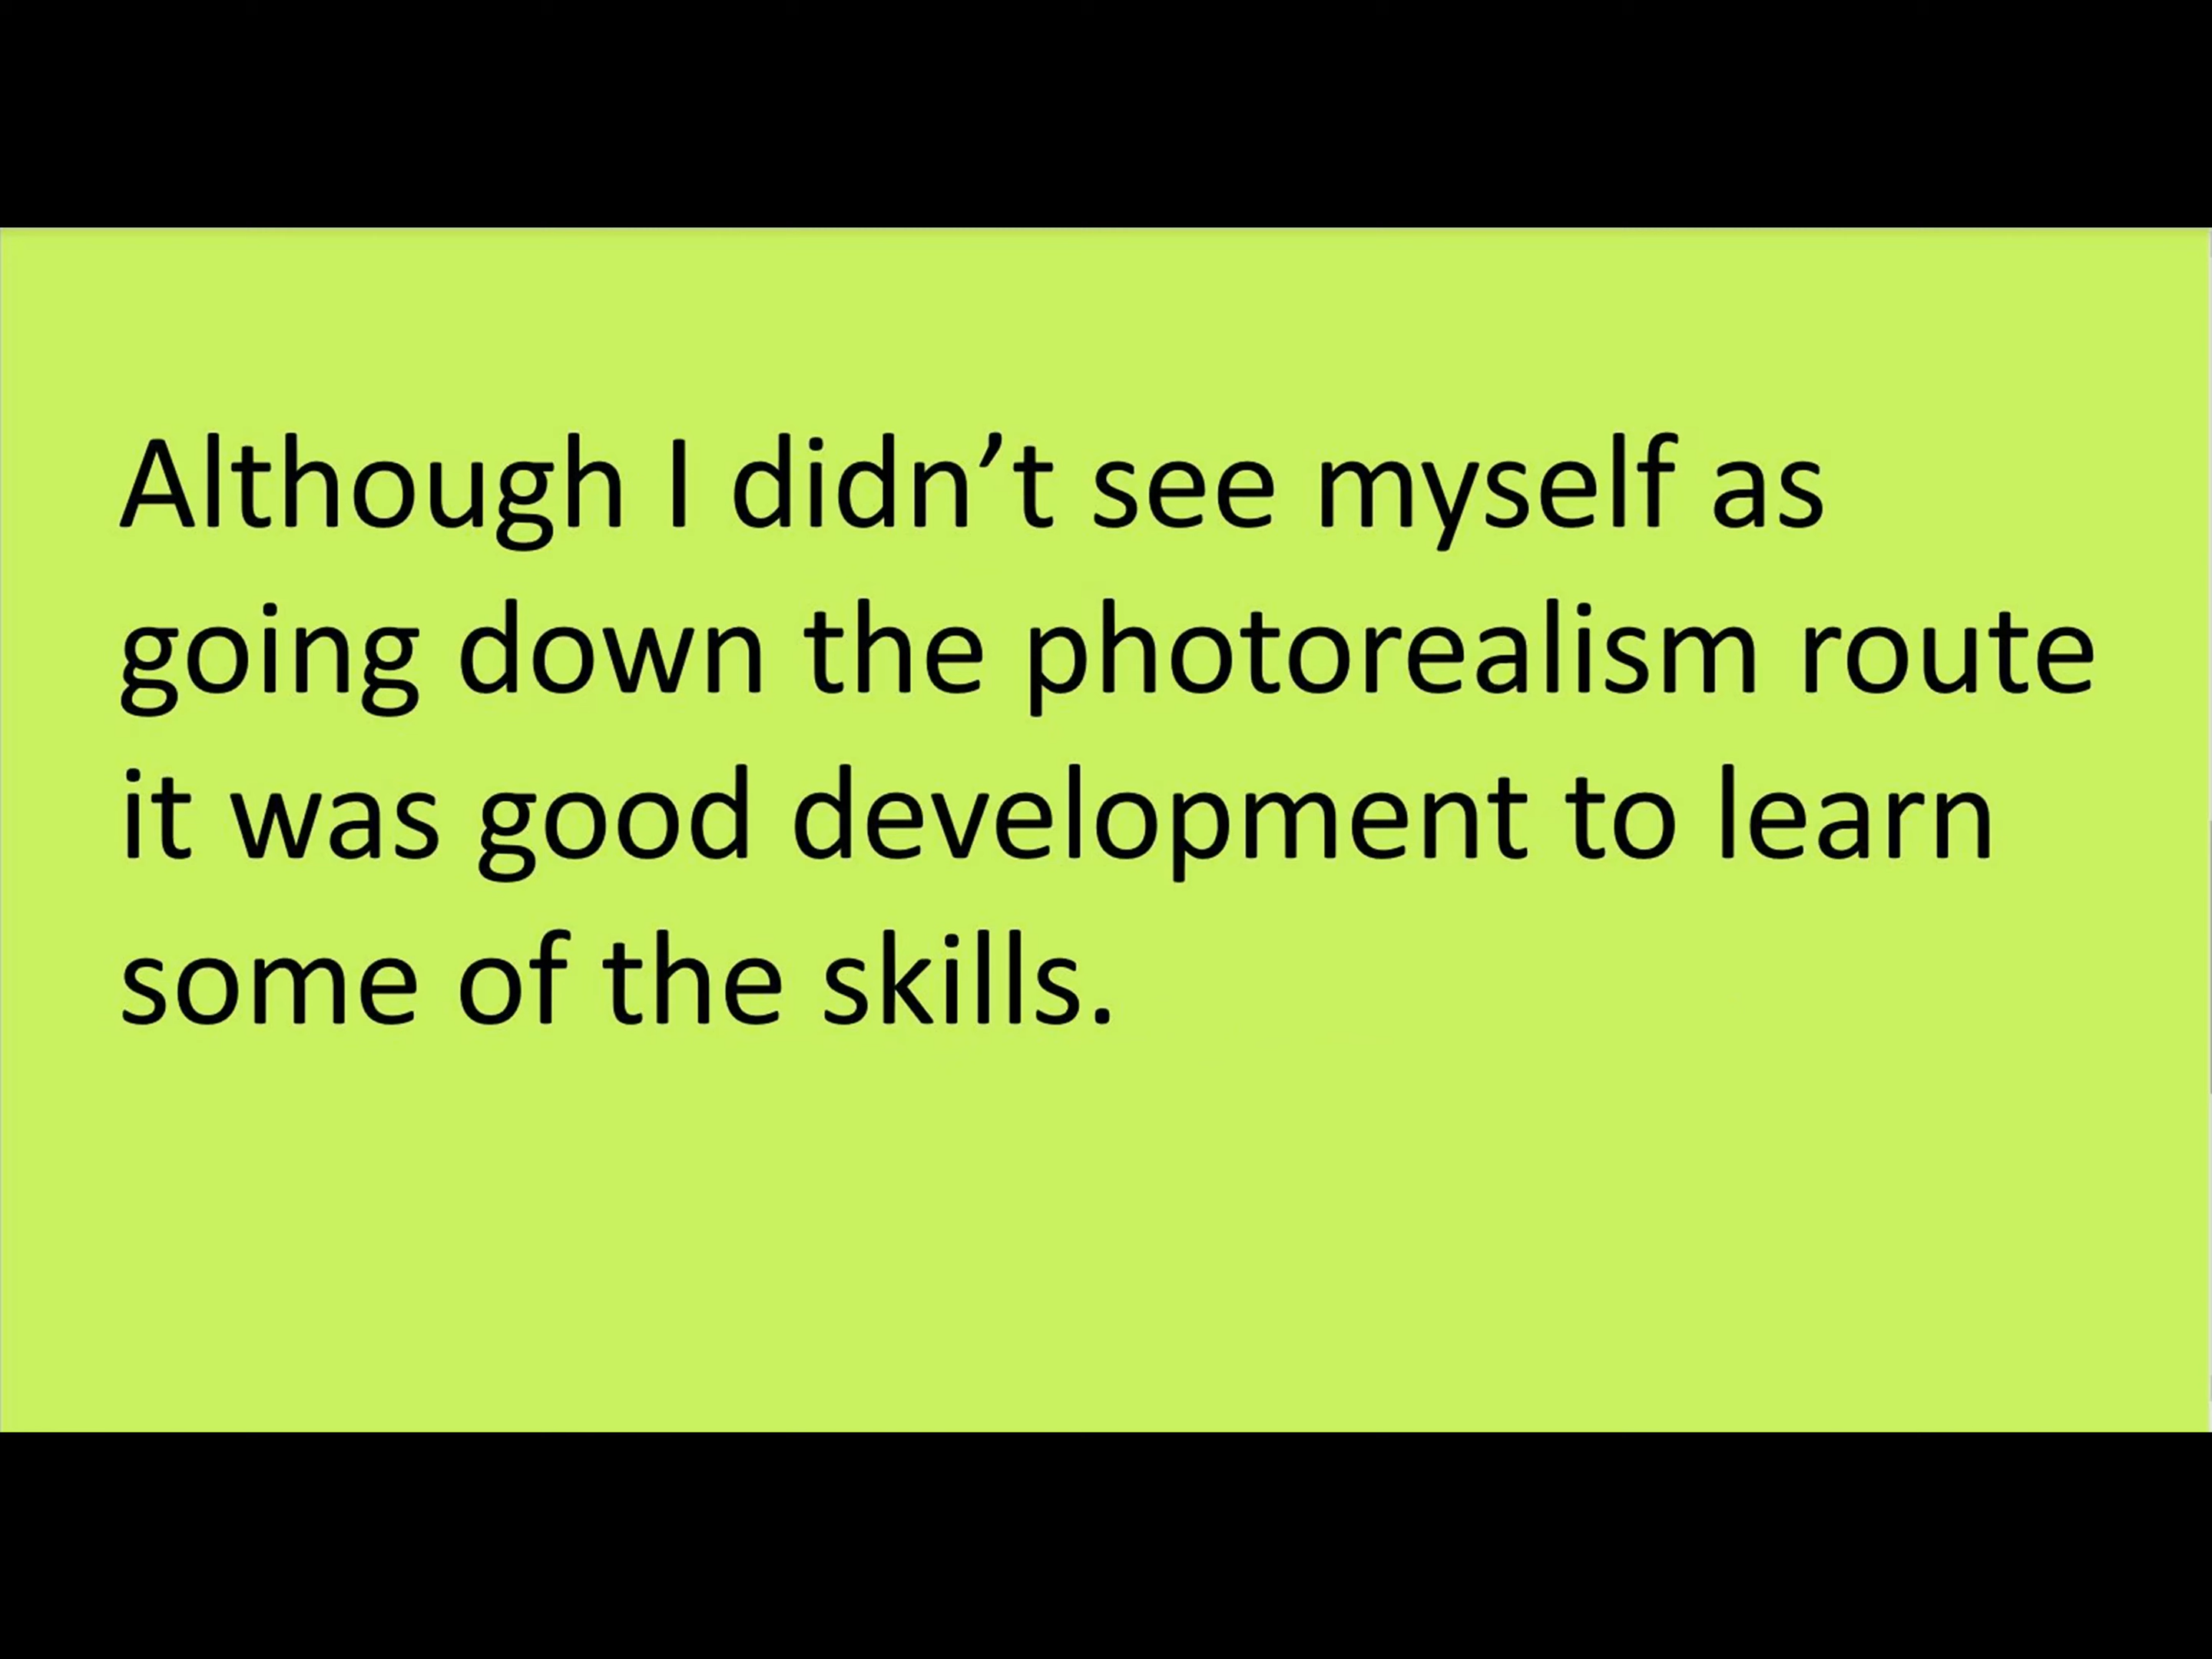 Although I didn’t see myself as
going down the photorealism route
it was good development to learn
some of the skills.